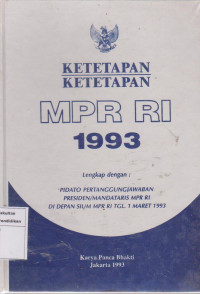 KETETAPAN
KETETAPAN
MPR RI
1993
Lengkap dengan :
PIDATO PERTANGGUNGJAWABAN
PRESIDEN/MANDATARIS MPR RI
DI DEPAN SIUM MPR RI TGL. 1 MARET 1993
Karya Panca Bhakti
Jakarta 1993